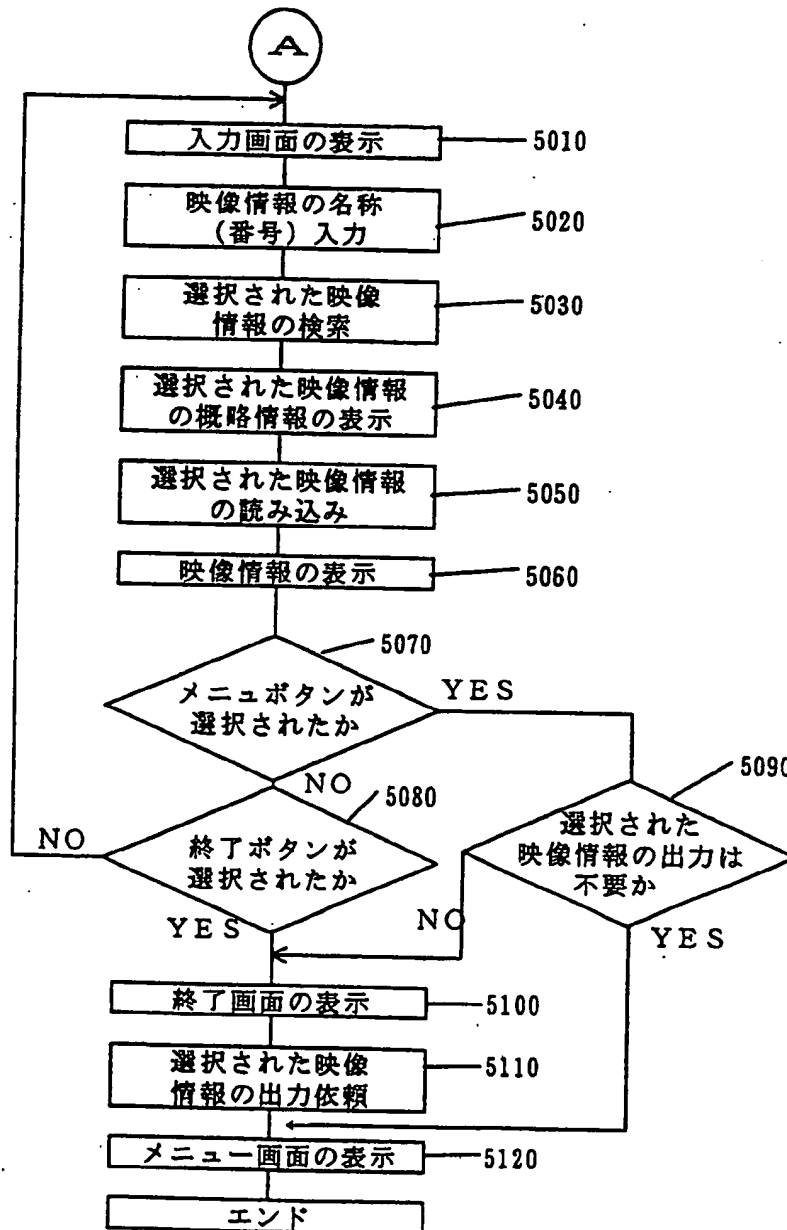 A
入力画面の表示
5010
映像情報の名称
（番号）入力
5020
選択された映像
情報の検索
5030
選択された映像情報
の概略情報の表示
5040
選択された映像情報
の読み込み
5050
映像情報の表示
5060
5070
メニュボタンが
選択されたか
YES
NO
5080
終了ボタンが
選択されたか
NO
YES
5090
選択された
映像情報の出力は
不要か
NO
YES
終了画面の表示
5100
選択された映像
情報の出力依頼
5110
メニュー画面の表示
5120
エンド